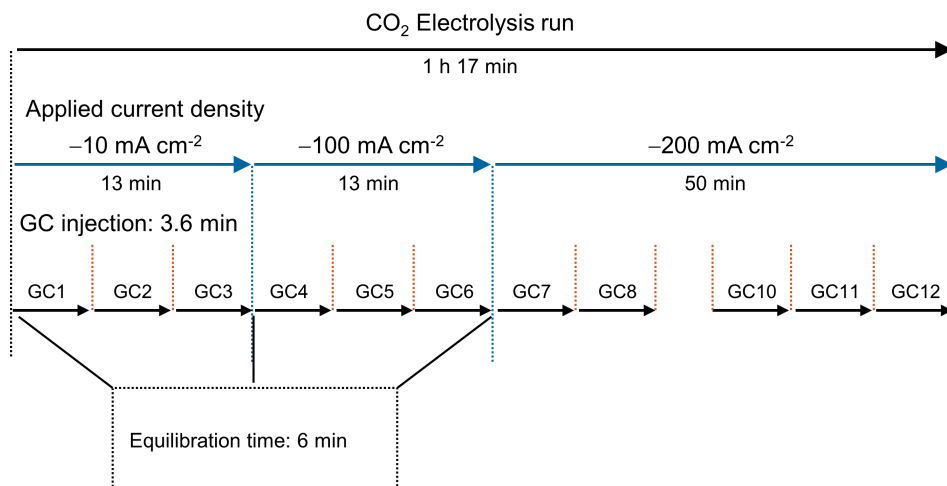 CO₂ Electrolysis run
1 h 17 min
Applied current density
−10 mA cm⁻² −100 mA cm⁻² −200 mA cm⁻²
13 min 13 min 50 min
GC injection: 3.6 min
GC1 GC2 GC3 GC4 GC5 GC6 GC7 GC8 GC10 GC11 GC12
Equilibration time: 6 min